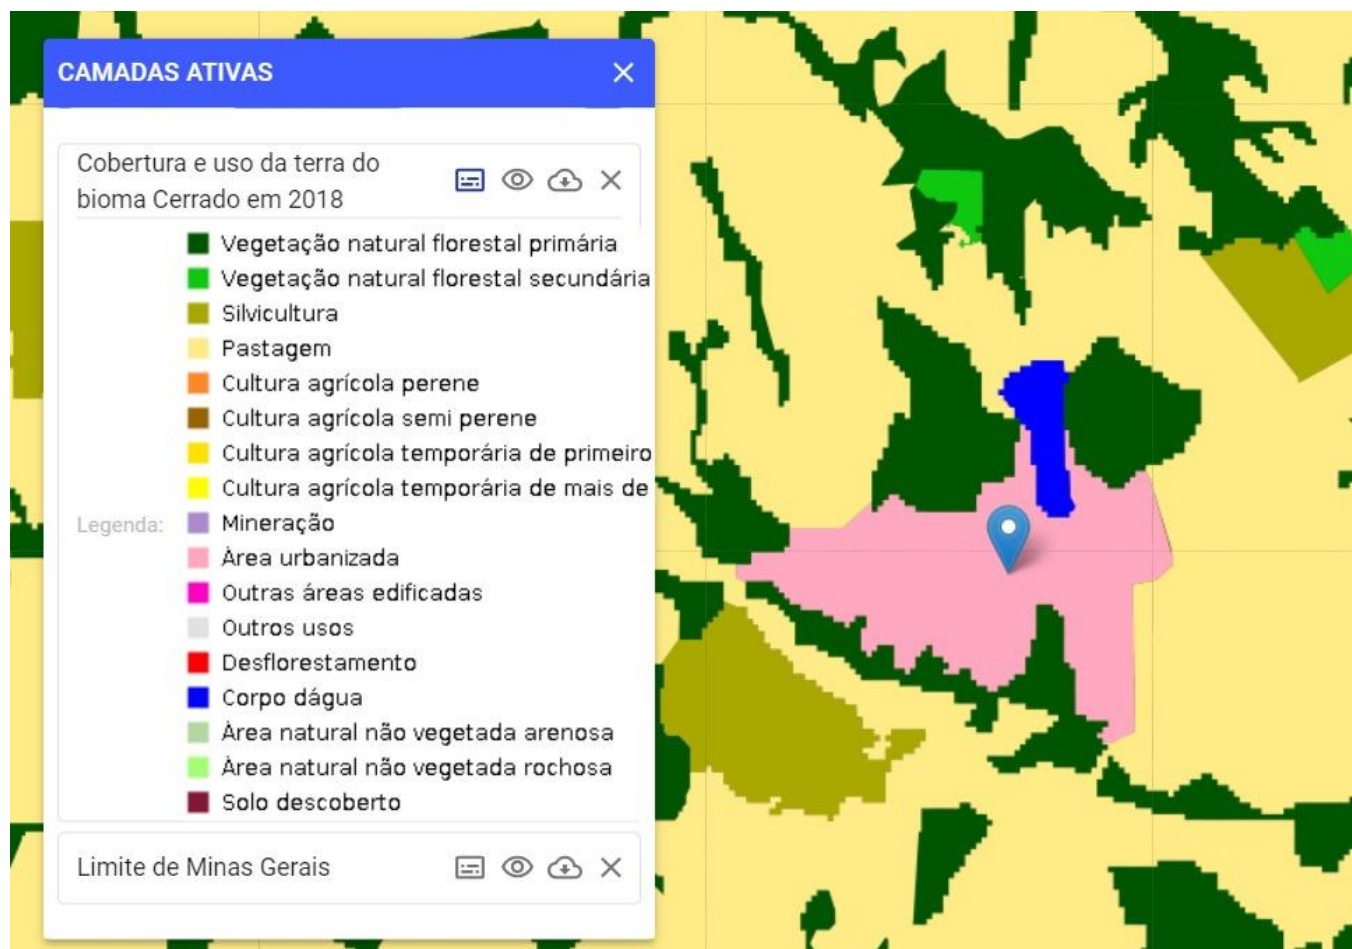 CAMADAS ATIVAS
Cobertura e uso da terra do
bioma Cerrado em 2018
Vegetação natural florestal primária
Vegetação natural florestal secundária
Silvicultura
Pastagem
Cultura agrícola perene
Cultura agrícola semi perene
Cultura agrícola temporária de primeiro
Cultura agrícola temporária de mais de
Legenda:
Mineração
Área urbanizada
Outras áreas edificadas
Outros usos
Desflorestamento
Corpo dágua
Área natural não vegetada arenosa
Área natural não vegetada rochosa
Solo descoberto
Limite de Minas Gerais